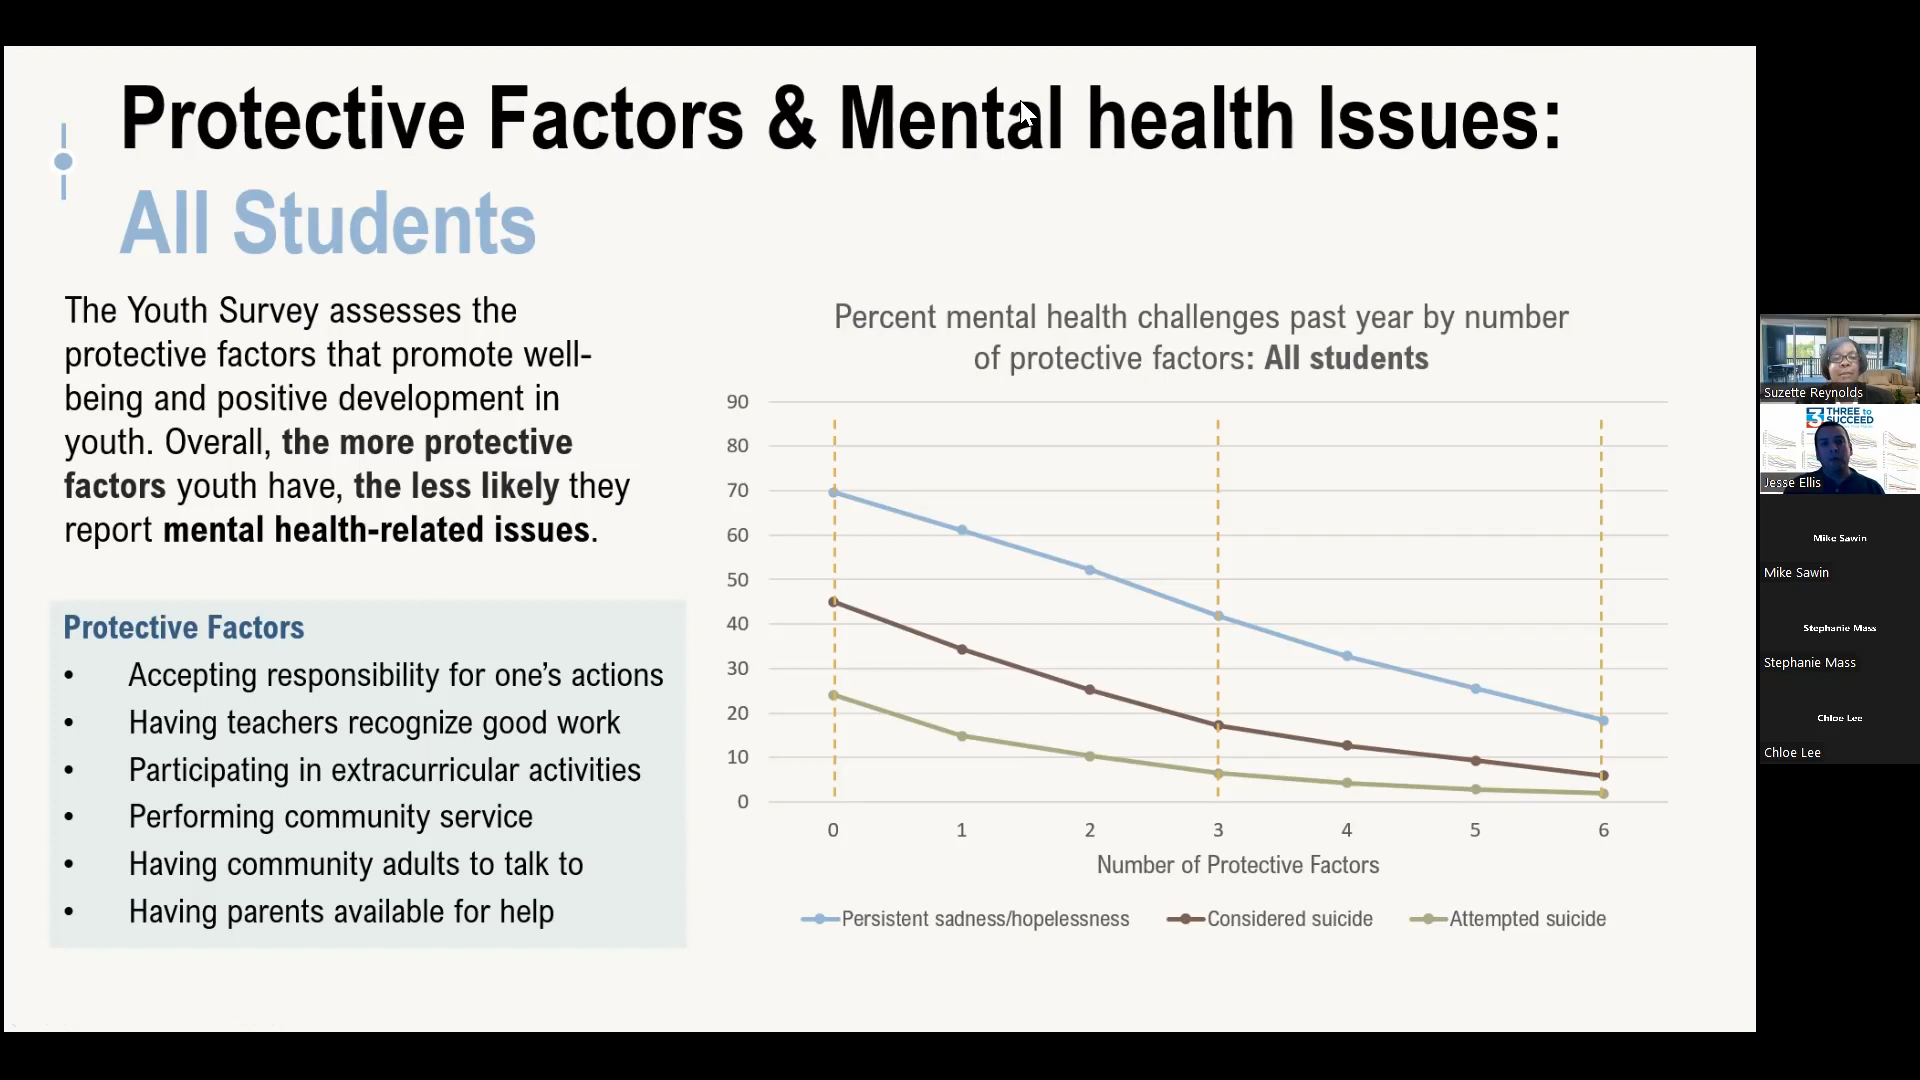 Protective Factors & Mental health Issues:
All Students
The Youth Survey assesses the
protective factors that promote well-
being and positive development in
youth. Overall, the more protective
factors youth have, the less likely they
report mental health-related issues.
Protective Factors
• Accepting responsibility for one’s actions
• Having teachers recognize good work
• Participating in extracurricular activities
• Performing community service
• Having community adults to talk to
• Having parents available for help
Percent mental health challenges past year by number
of protective factors: All students
90
80
70
60
50
40
30
20
10
0
0 1 2 3 4 5 6
Number of Protective Factors
Persistent sadness/hopelessness Considered suicide Attempted suicide
Suzette Reynolds
3 THREE to
SUCCEED
Jesse Ellis
Mike Sawin
Mike Sawin
Stephanie Mass
Stephanie Mass
Chloe Lee
Chloe Lee